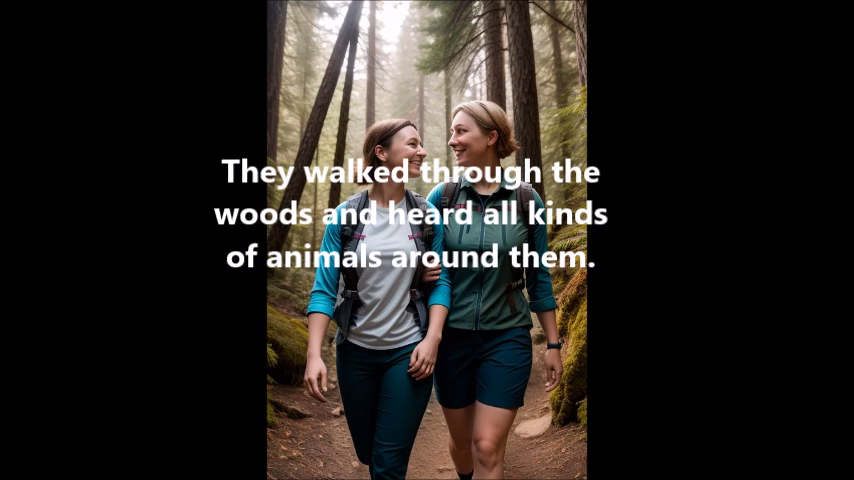 They walked through the
woods and heard all kinds
of animals around them.